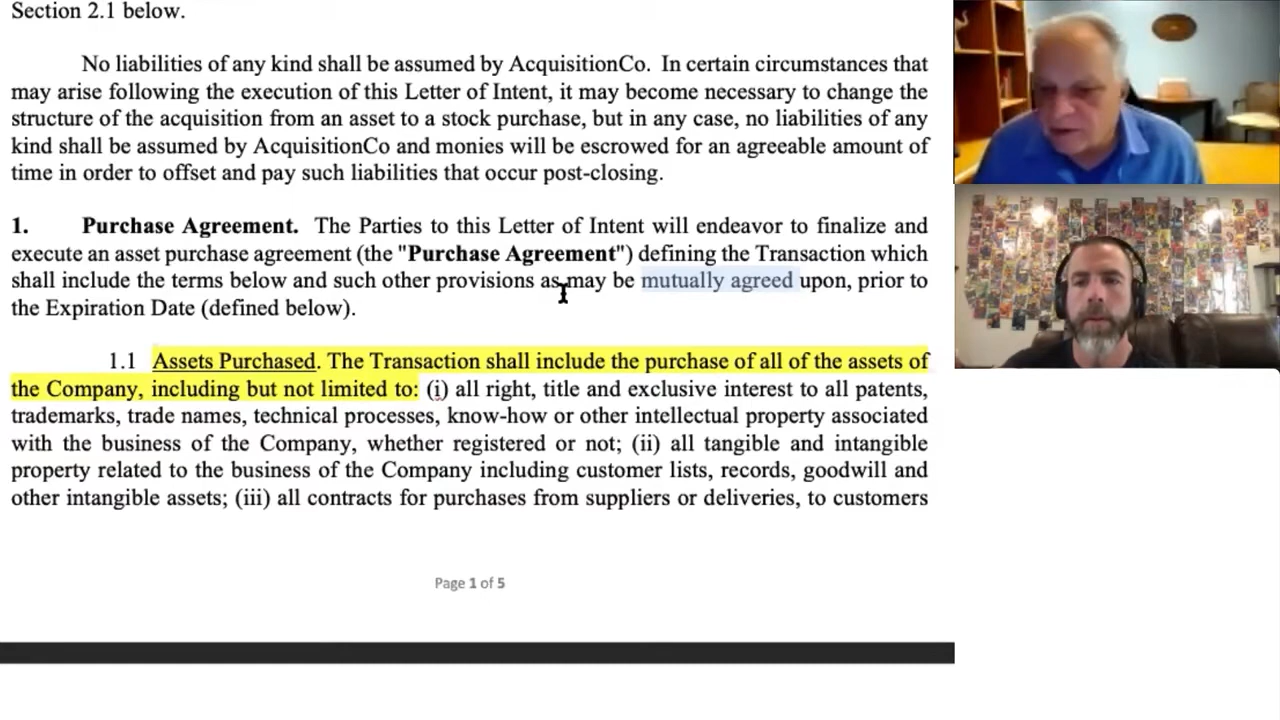 Section 2.1 below.
No liabilities of any kind shall be assumed by AcquisitionCo. In certain circumstances that
may arise following the execution of this Letter of Intent, it may become necessary to change the
structure of the acquisition from an asset to a stock purchase, but in any case, no liabilities of any
kind shall be assumed by AcquisitionCo and monies will be escrowed for an agreeable amount of
time in order to offset and pay such liabilities that occur post-closing.
1. Purchase Agreement. The Parties to this Letter of Intent will endeavor to finalize and
execute an asset purchase agreement (the "Purchase Agreement") defining the Transaction which
shall include the terms below and such other provisions as may be mutually agreed upon, prior to
the Expiration Date (defined below).
1.1 Assets Purchased. The Transaction shall include the purchase of all of the assets of
the Company, including but not limited to: (i) all right, title and exclusive interest to all patents,
trademarks, trade names, technical processes, know-how or other intellectual property associated
with the business of the Company, whether registered or not; (ii) all tangible and intangible
property related to the business of the Company including customer lists, records, goodwill and
other intangible assets; (iii) all contracts for purchases from suppliers or deliveries, to customers
Page 1 of 5